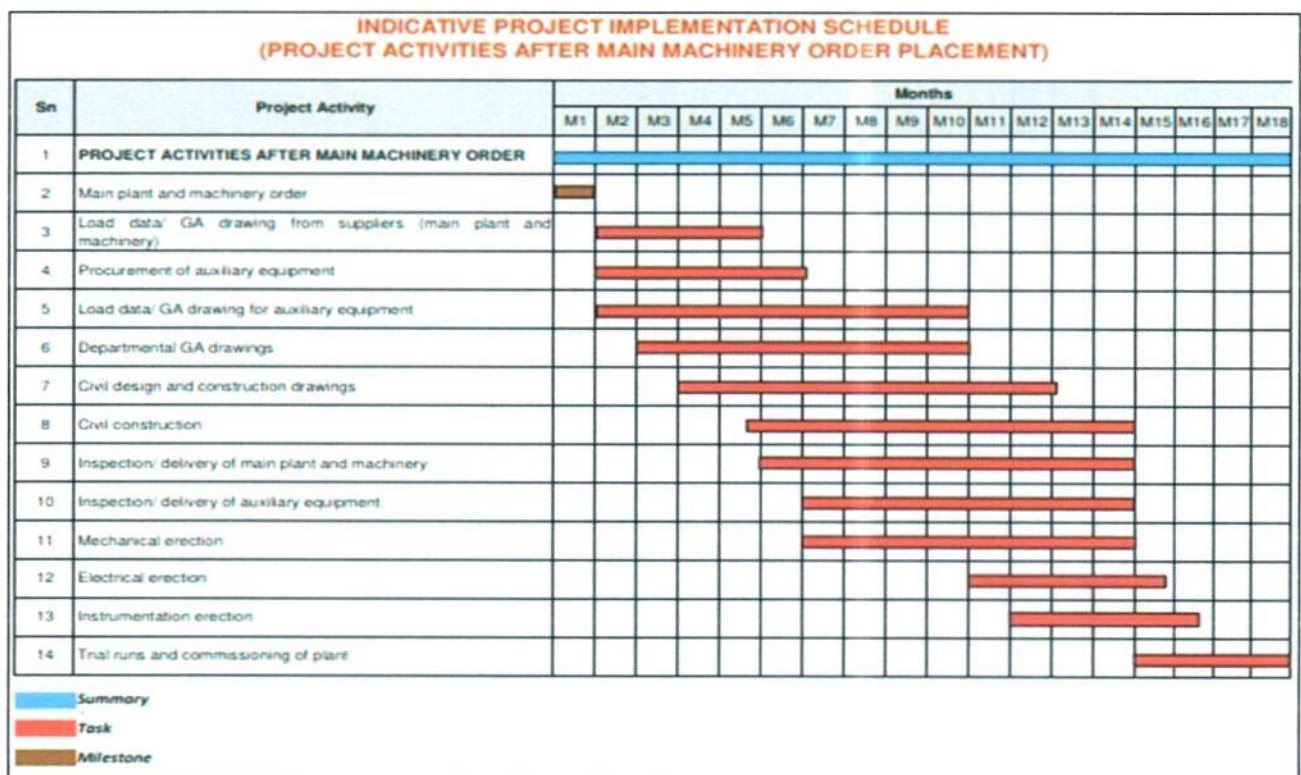 INDICATIVE PROJECT IMPLEMENTATION SCHEDULE
(PROJECT ACTIVITIES AFTER MAIN MACHINERY ORDER PLACEMENT)
Sn Project Activity Months
M1 M2 M3 M4 M5 M6 M7 M8 M9 M10 M11 M12 M13 M14 M15 M16 M17 M18
1 PROJECT ACTIVITIES AFTER MAIN MACHINERY ORDER
2 Main plant and machinery order
3 Load data/ GA drawing from suppliers (main plant and
machinery)
4 Procurement of auxiliary equipment
5 Load data/ GA drawing for auxiliary equipment
6 Departmental GA drawings
7 Civil design and construction drawings
8 Civil construction
9 Inspection/ delivery of main plant and machinery
10 Inspection/ delivery of auxiliary equipment
11 Mechanical erection
12 Electrical erection
13 Instrumentation erection
14 Trial runs and commissioning of plant
Summary
Task
Milestone